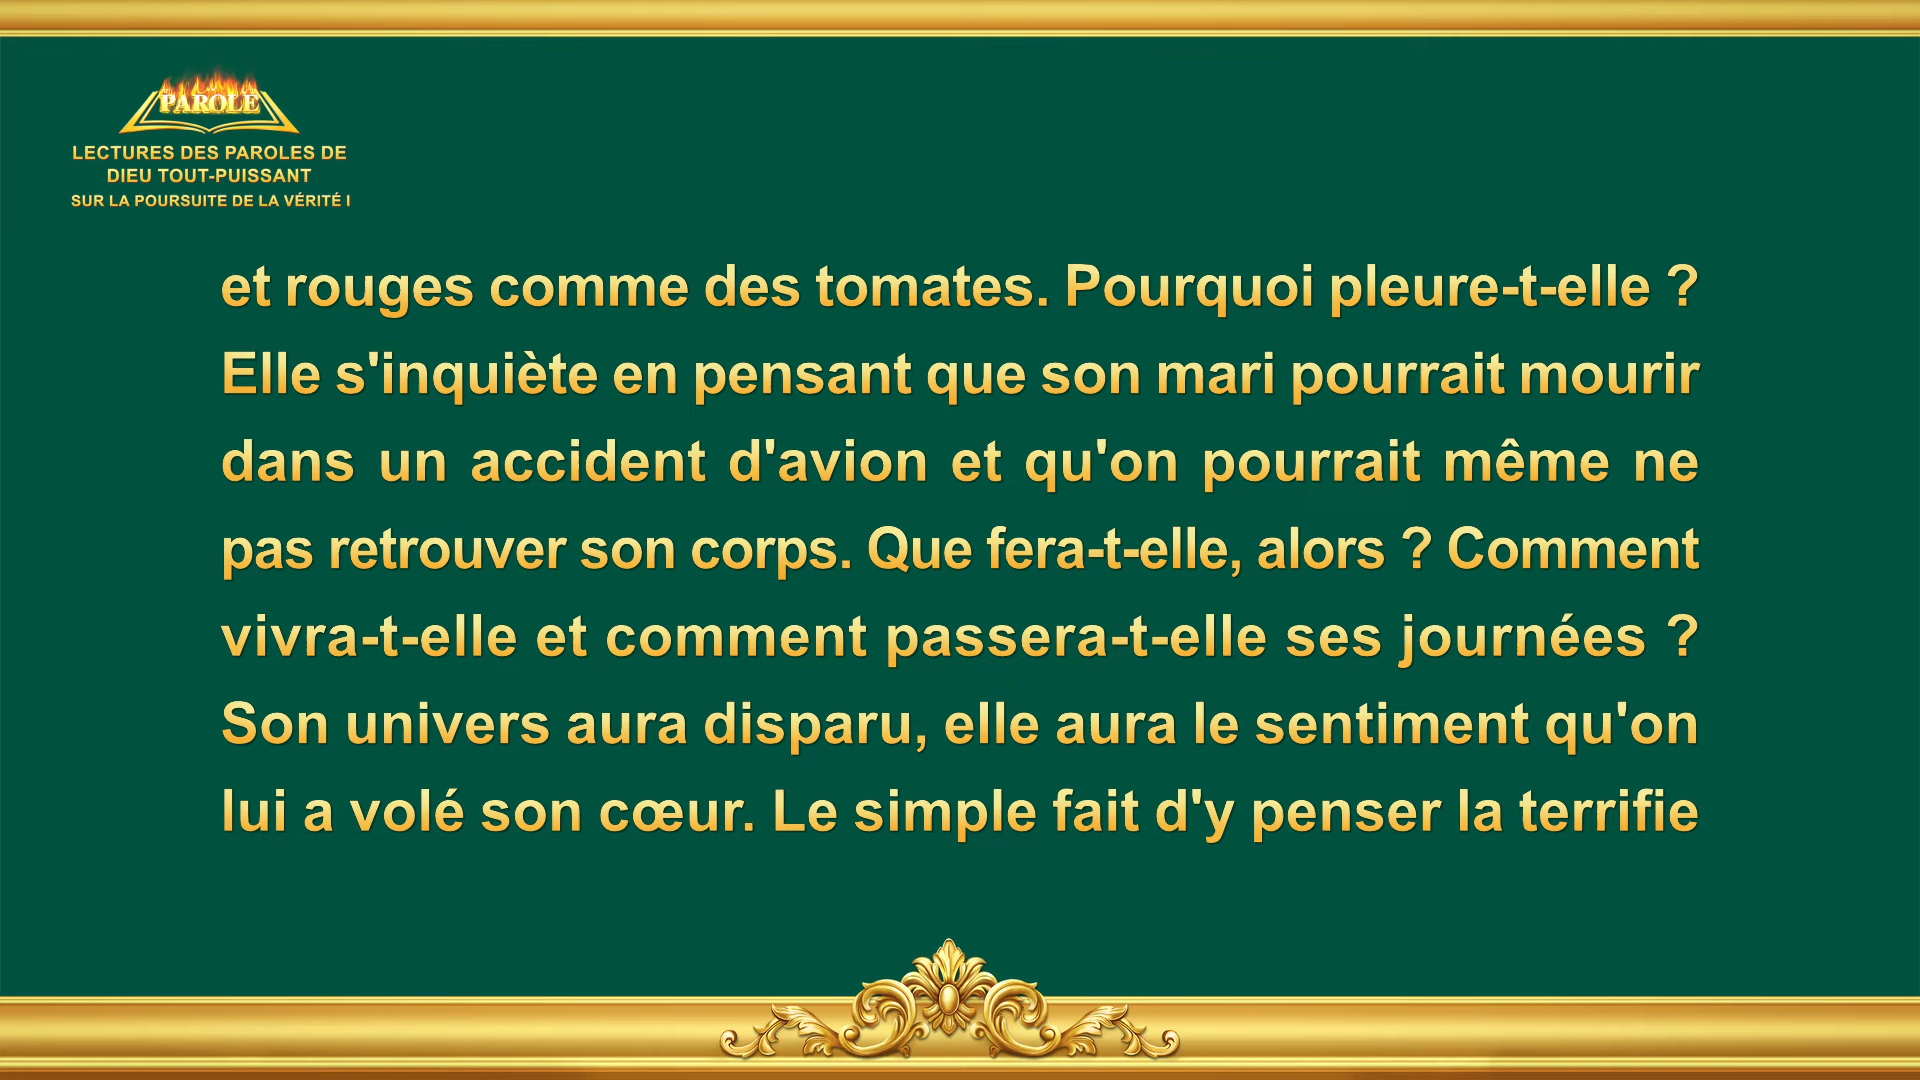 PAROLE
LECTURES DES PAROLES DE
DIEU TOUT-PUISSANT
SUR LA POURSUITE DE LA VÉRITÉ I
et rouges comme des tomates. Pourquoi pleure-t-elle ?
Elle s'inquiète en pensant que son mari pourrait mourir
dans un accident d'avion et qu'on pourrait même ne
pas retrouver son corps. Que fera-t-elle, alors ? Comment
vivra-t-elle et comment passera-t-elle ses journées ?
Son univers aura disparu, elle aura le sentiment qu'on
lui a volé son cœur. Le simple fait d'y penser la terrifie